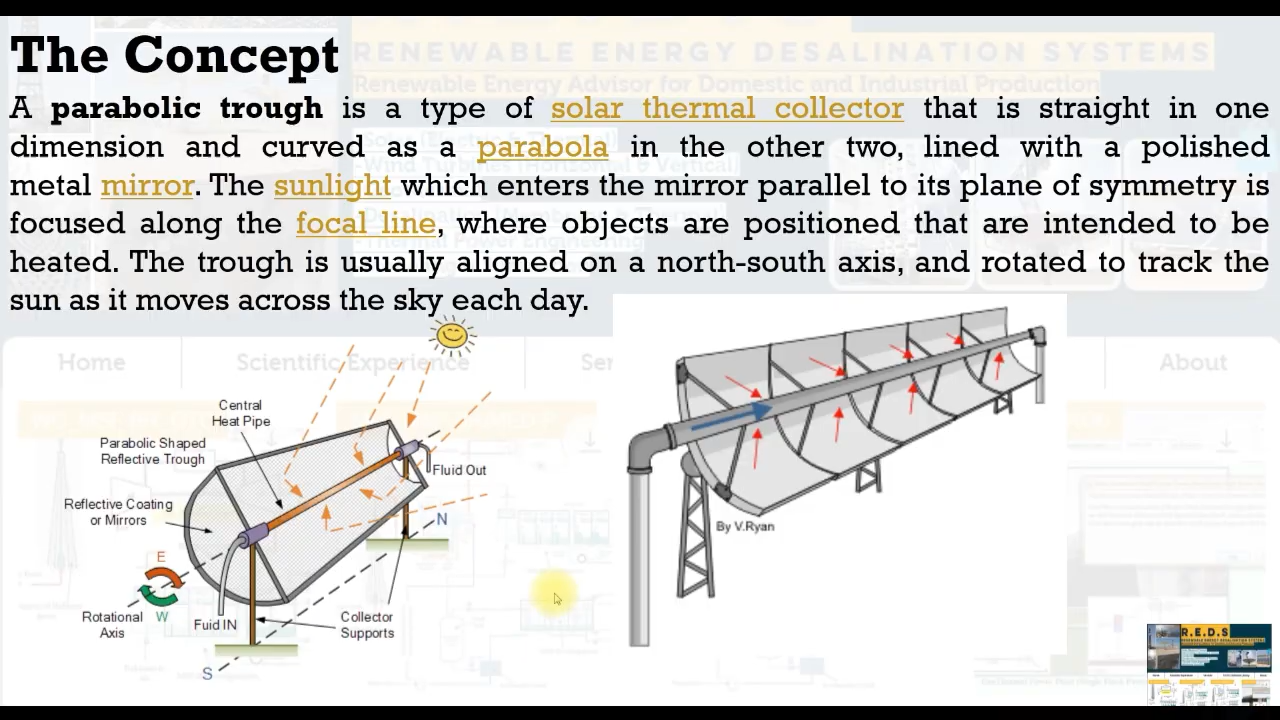 The Concept
RENEWABLE ENERGY DESALINATION SYSTEMS
Renewable Energy Advisor for Domestic and Industrial Production
A parabolic trough is a type of solar thermal collector that is straight in one
dimension and curved as a parabola in the other two, lined with a polished
metal mirror. The sunlight which enters the mirror parallel to its plane of symmetry is
focused along the focal line, where objects are positioned that are intended to be
heated. The trough is usually aligned on a north-south axis, and rotated to track the
sun as it moves across the sky each day.
Home
Scientific Experience
About
Central
Heat Pipe
Parabolic Shaped
Reflective Trough
Fluid Out
Reflective Coating
or Mirrors
N
E
W
Rotational
Axis
Fuid IN
Collector
Supports
S
By V.Ryan
R.E.D.S